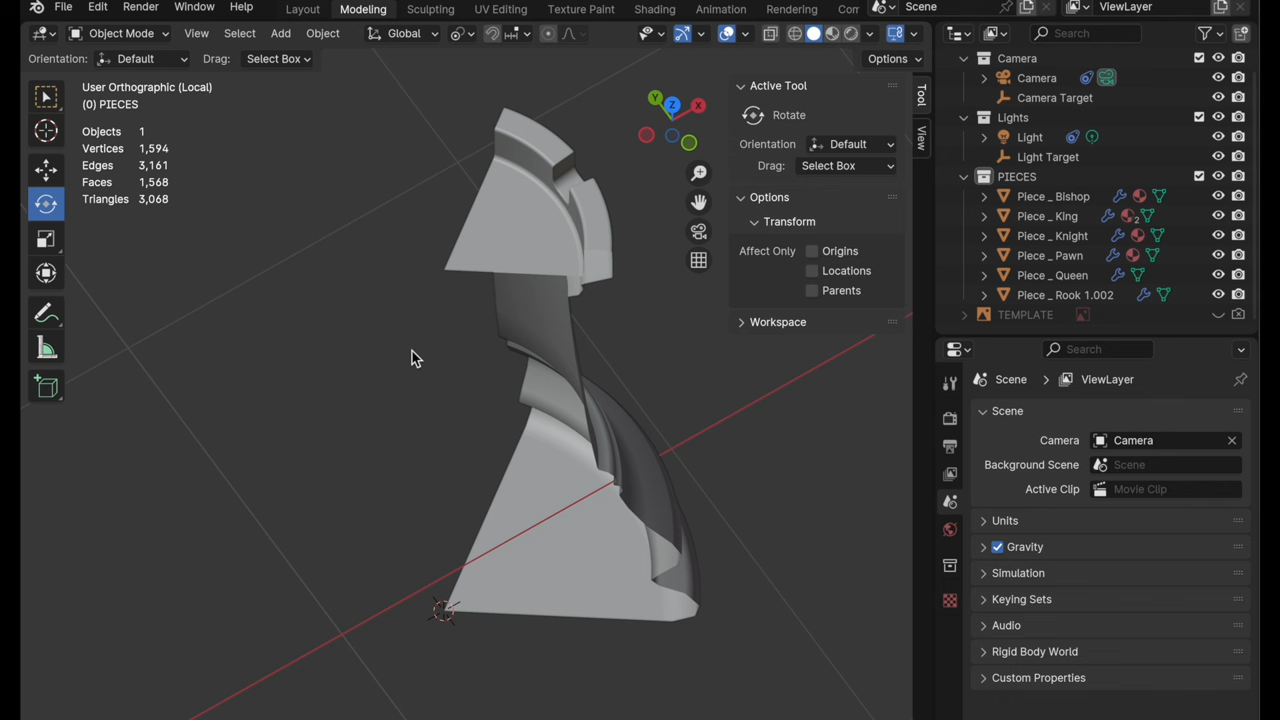 File Edit Render Window Help Layout Modeling Sculpting UV Editing Texture Paint Shading Animation Rendering Scene ViewLayer
Object Mode View Select Add Object Global Search
Orientation: Default Drag: Select Box Options
User Orthographic (Local)
(0) PIECES
Objects 1
Vertices 1,594
Edges 3,161
Faces 1,568
Triangles 3,068
Z
Y
X
Active Tool
Rotate
Orientation Default
Drag: Select Box
Options
Transform
Affect Only Origins
Locations
Parents
Workspace
Tool
View
Camera
Camera
Camera Target
Lights
Light
Light Target
PIECES
Piece _ Bishop
Piece _ King 2
Piece _ Knight
Piece _ Pawn
Piece _ Queen
Piece _ Rook 1.002
TEMPLATE
Search
Scene ViewLayer
Scene
Camera Camera
Background Scene Scene
Active Clip Movie Clip
Units
Gravity
Simulation
Keying Sets
Audio
Rigid Body World
Custom Properties